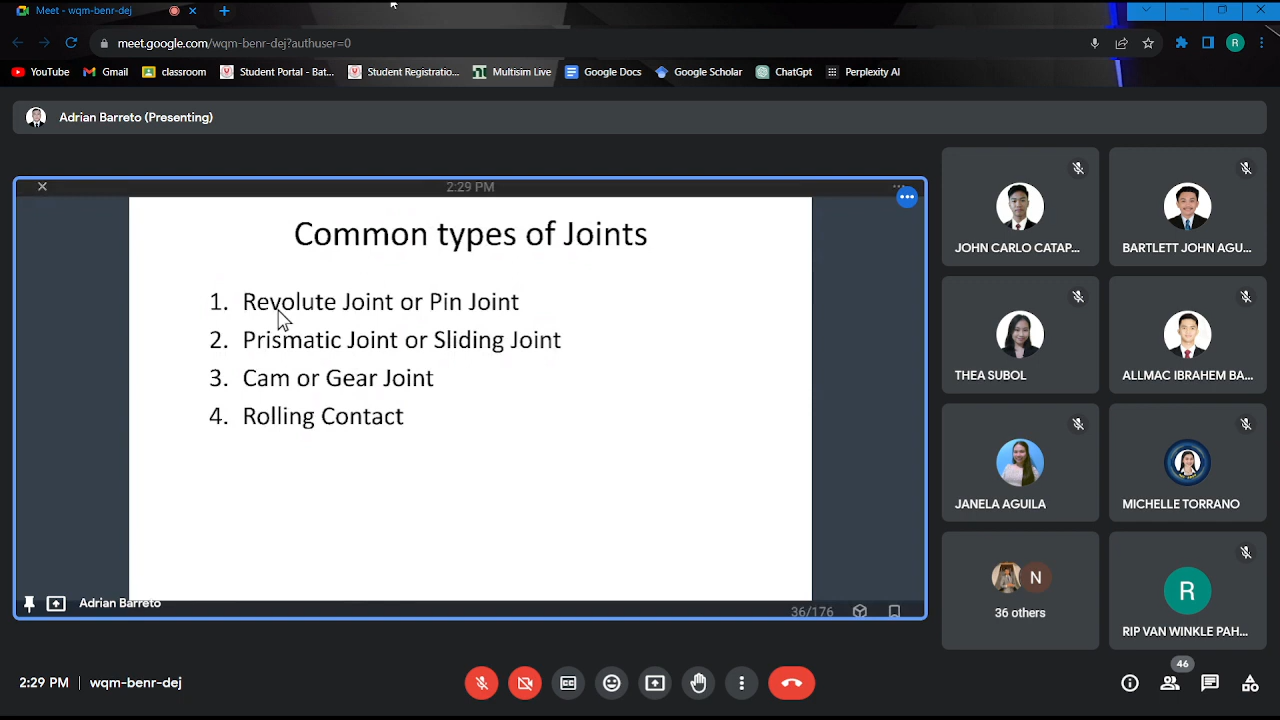 Meet - wqm-benr-dej
meet.google.com/wqm-benr-dej?authuser=0
R
YouTube
Gmail
classroom
Student Portal - Bat...
Student Registratio...
Multisim Live
Google Docs
Google Scholar
ChatGPT
Perplexity AI
Adrian Barreto (Presenting)
2:29 PM
Common types of Joints
1. Revolute Joint or Pin Joint
2. Prismatic Joint or Sliding Joint
3. Cam or Gear Joint
4. Rolling Contact
Adrian Barreto
36/176
JOHN CARLO CATAP...
BARTLETT JOHN AGU...
THEA SUBOL
ALLMAC IBRAHEM BA...
JANELA AGUILA
MICHELLE TORRANO
N
36 others
R
RIP VAN WINKLE PAH...
2:29 PM | wqm-benr-dej
46